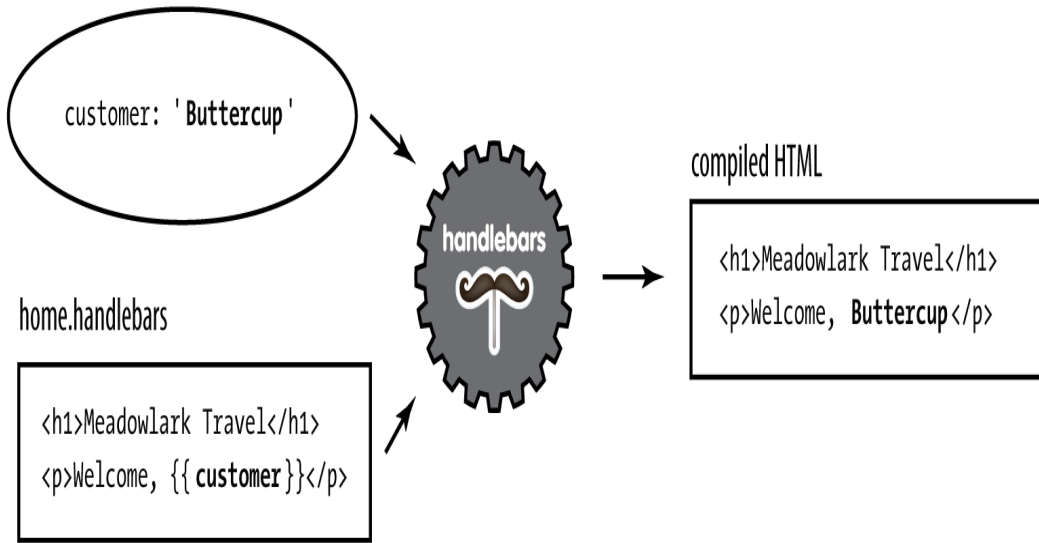 customer: 'Buttercup'
handlebars
compiled HTML
<h1>Meadowlark Travel</h1>
<p>Welcome, Buttercup</p>
home.handlebars
<h1>Meadowlark Travel</h1>
<p>Welcome, {{customer}}</p>